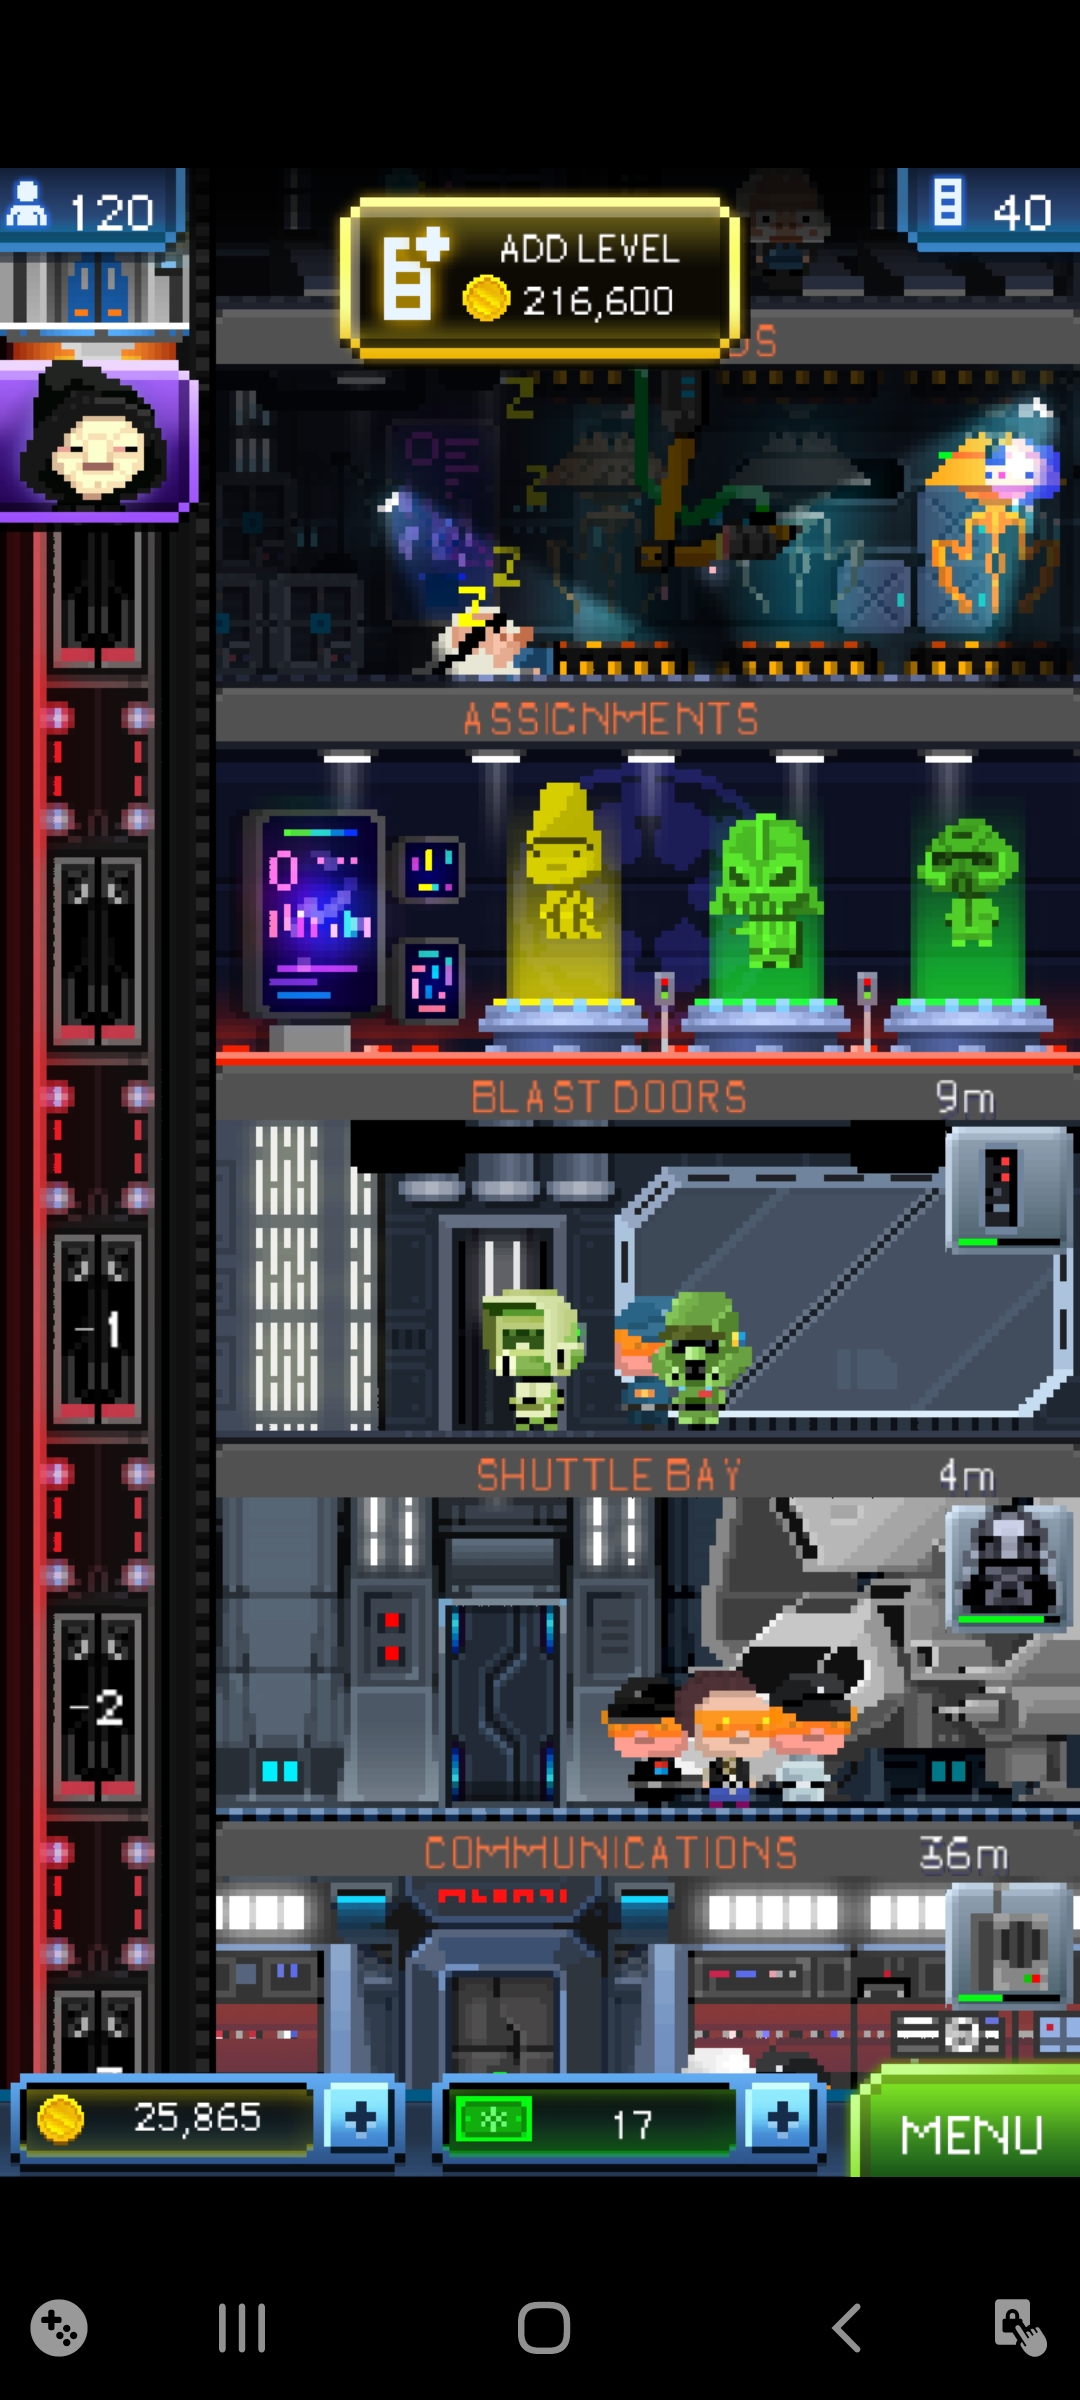 120
40
ADD LEVEL
216,600
DS
Z
Z
Z
Z
ASSIGNMENTS
BLAST DOORS
9m
-1
SHUTTLE BAY
4m
-2
COMMUNICATIONS
36m
25,865
17
MENU